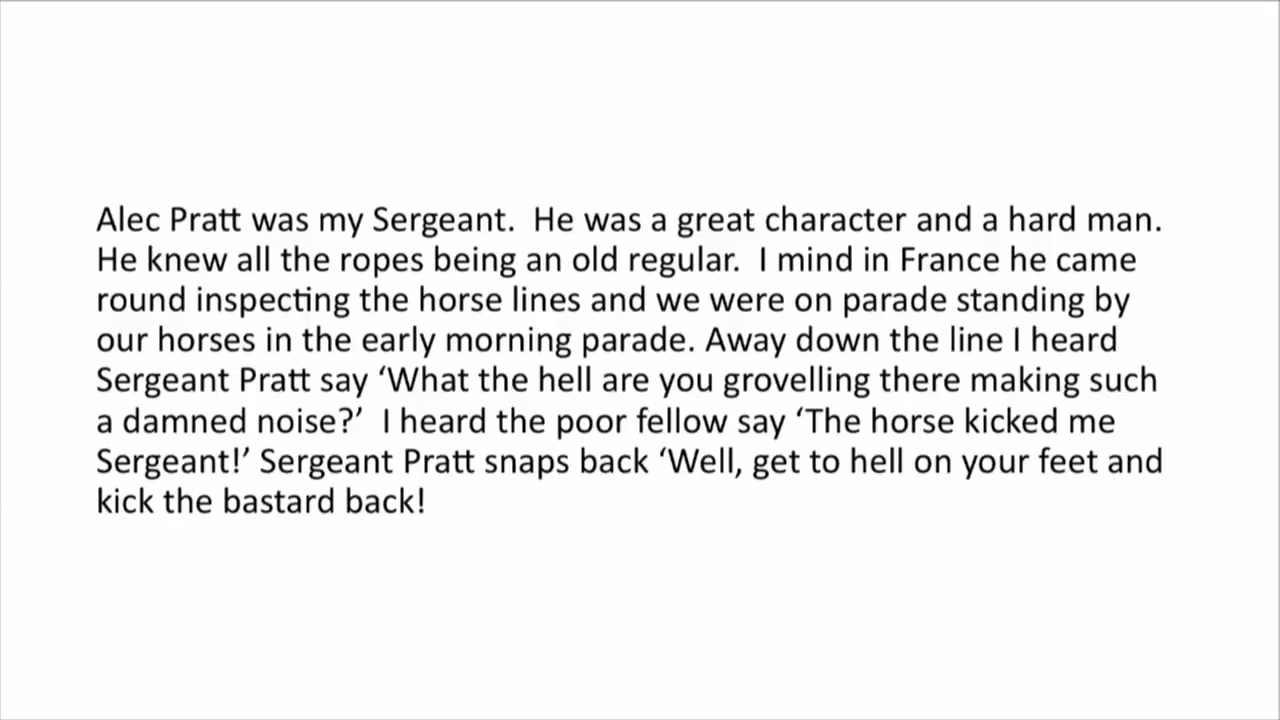 Alec Pratt was my Sergeant.  He was a great character and a hard man.
He knew all the ropes being an old regular.  I mind in France he came
round inspecting the horse lines and we were on parade standing by
our horses in the early morning parade. Away down the line I heard
Sergeant Pratt say ‘What the hell are you grovelling there making such
a damned noise?’  I heard the poor fellow say ‘The horse kicked me
Sergeant!’ Sergeant Pratt snaps back ‘Well, get to hell on your feet and
kick the bastard back!